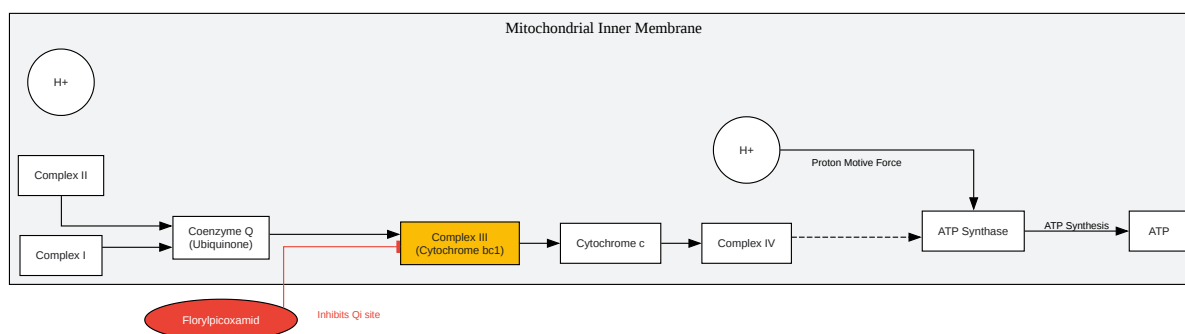 Mitochondrial Inner Membrane
H+
H+
Proton Motive Force
Complex II
Coenzyme Q
(Ubiquinone)
Complex I
Complex III
(Cytochrome bc1)
Cytochrome c
Complex IV
ATP Synthase
ATP Synthesis
ATP
Florylpicoxamid
Inhibits Qi site